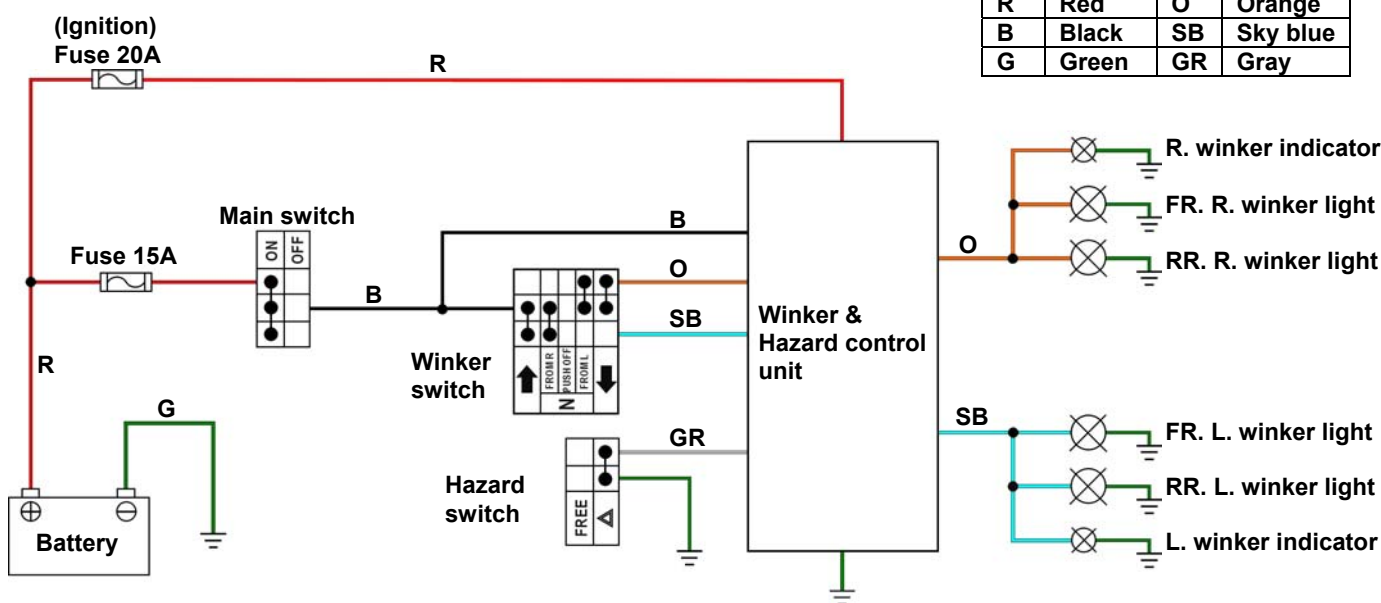 (Ignition)
Fuse 20A
R
R Red O Orange
B Black SB Sky blue
G Green GR Gray
R. winker indicator
FR. R. winker light
RR. R. winker light
Main switch
ON OFF
Fuse 15A
B
B
O
SB
O
Winker
switch
FROM R
PUSH OFF
FROM L
N
Winker &
Hazard control
unit
R
G
GR
SB
FR. L. winker light
RR. L. winker light
L. winker indicator
Hazard
switch
FREE
Battery